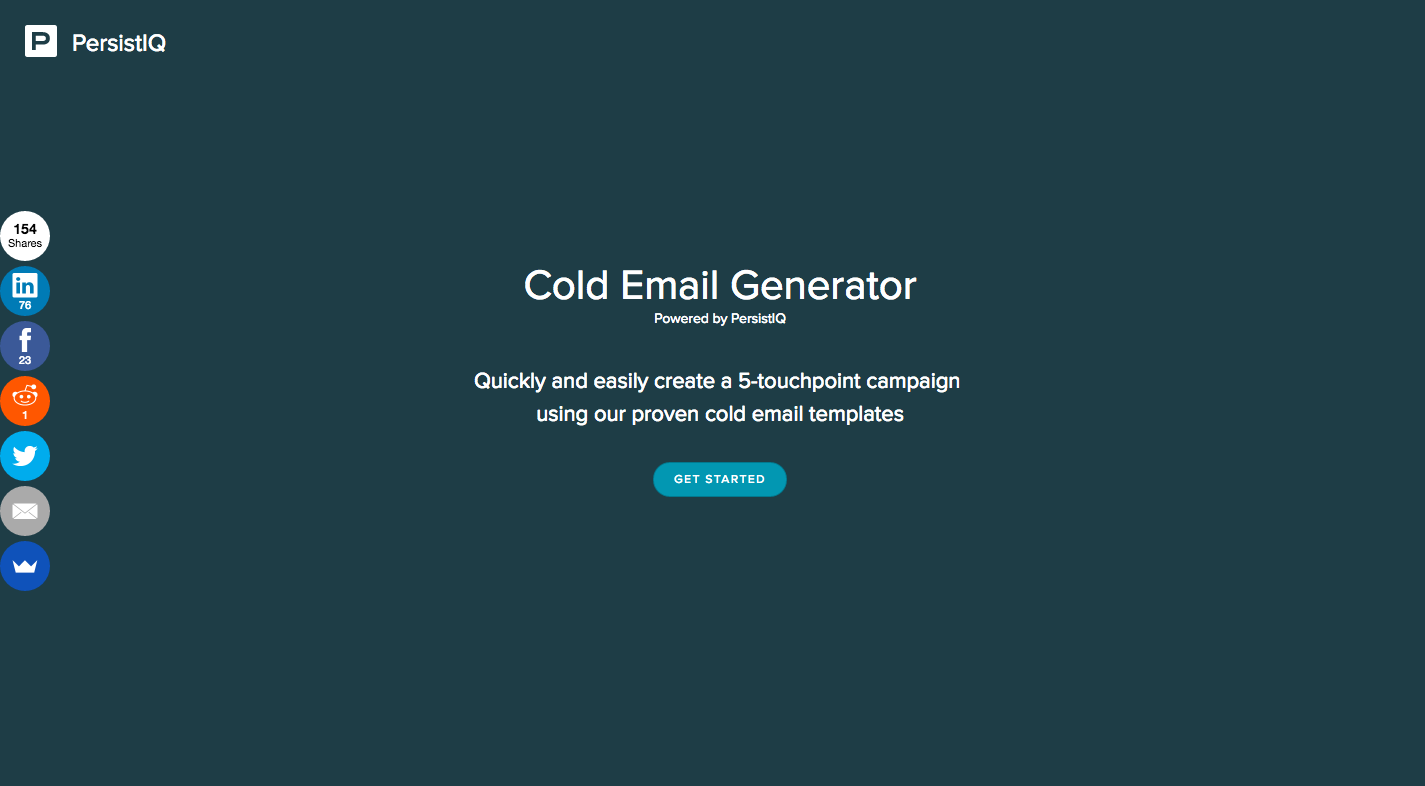 P PersistIQ
154
Shares
in
76
f
23
1
Cold Email Generator
Powered by PersistIQ
Quickly and easily create a 5-touchpoint campaign
using our proven cold email templates
GET STARTED